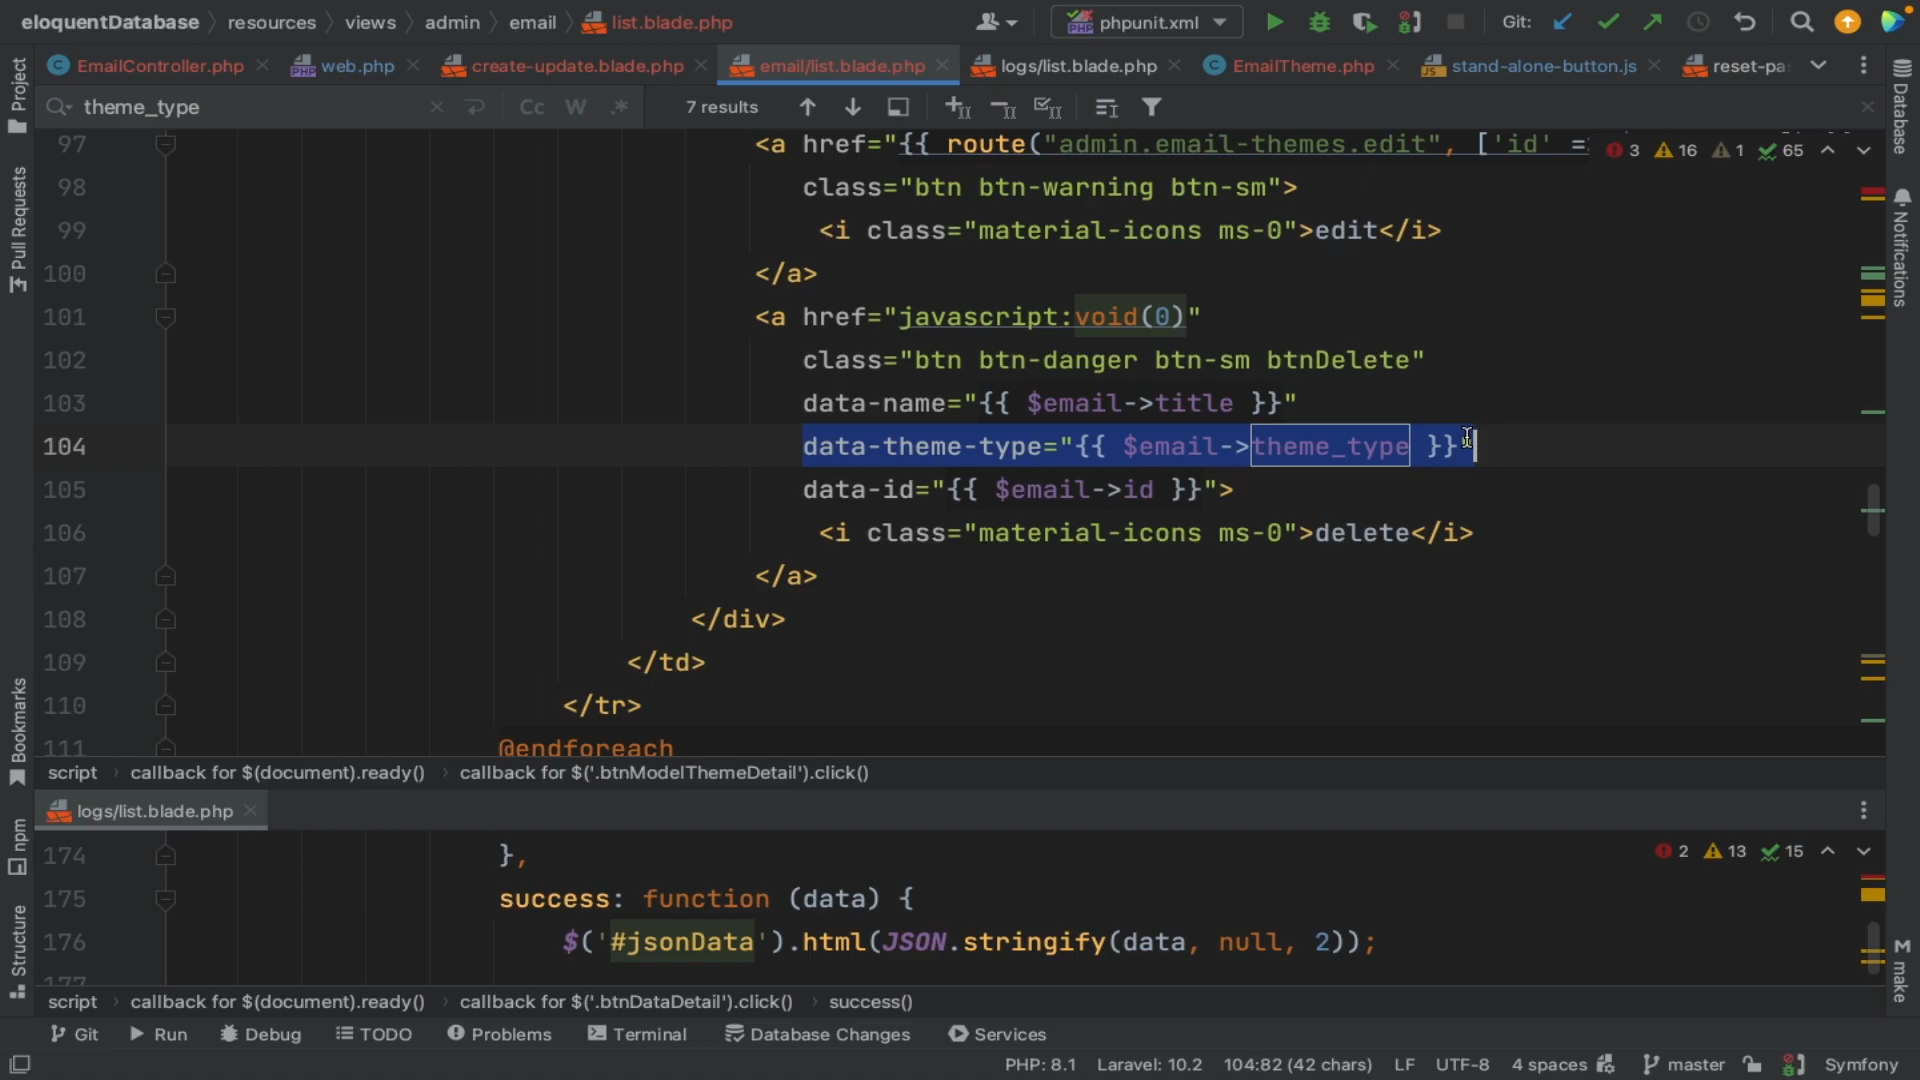 eloquentDatabase resources views admin email list.blade.php phpunit.xml Git:
EmailController.php web.php create-update.blade.php email/list.blade.php logs/list.blade.php EmailTheme.php stand-alone-button.js
theme_type Cc W .* 7 results
97 <a href="{{ route("admin.email-themes.edit", ['id' = 3 16 1 65
98 class="btn btn-warning btn-sm">
99 <i class="material-icons ms-0">edit</i>
100 </a>
101 <a href="javascript:void(0)"
102 class="btn btn-danger btn-sm btnDelete"
103 data-name="{{ $email->title }}"
104 data-theme-type="{{ $email->theme_type }}
105 data-id="{{ $email->id }}">
106 <i class="material-icons ms-0">delete</i>
107 </a>
108 </div>
109 </td>
110 </tr>
111 @endforeach
script callback for $(document).ready() callback for $('.btnModelThemeDetail').click()
logs/list.blade.php
174 }, 2 13 15
175 success: function (data) {
176 $('#jsonData').html(JSON.stringify(data, null, 2));
177
script callback for $(document).ready() callback for $('.btnDataDetail').click() success()
Git Run Debug TODO Problems Terminal Database Changes Services
PHP: 8.1 Laravel: 10.2 104:82 (42 chars) LF UTF-8 4 spaces master Symfony
Project
Pull Requests
Bookmarks
npm
Structure
Database
Notifications
M make